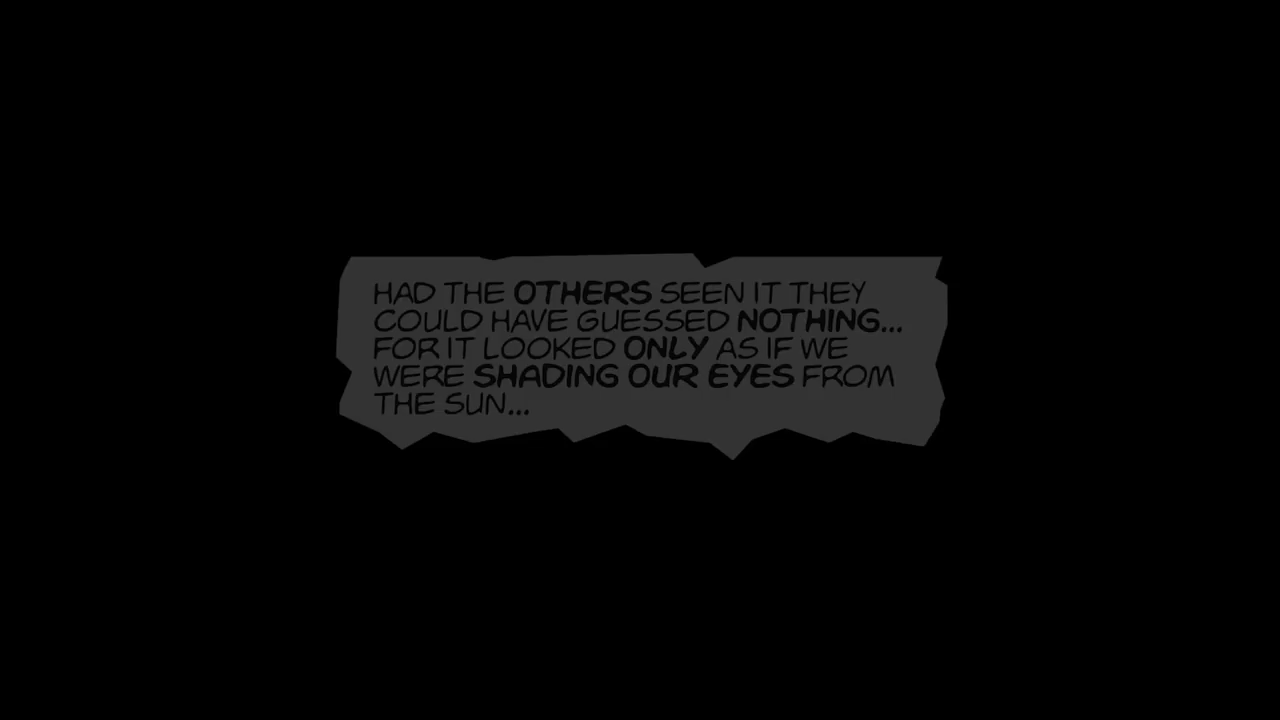 HAD THE OTHERS SEEN IT THEY
COULD HAVE GUESSED NOTHING...
FOR IT LOOKED ONLY AS IF WE
WERE SHADING OUR EYES FROM
THE SUN...